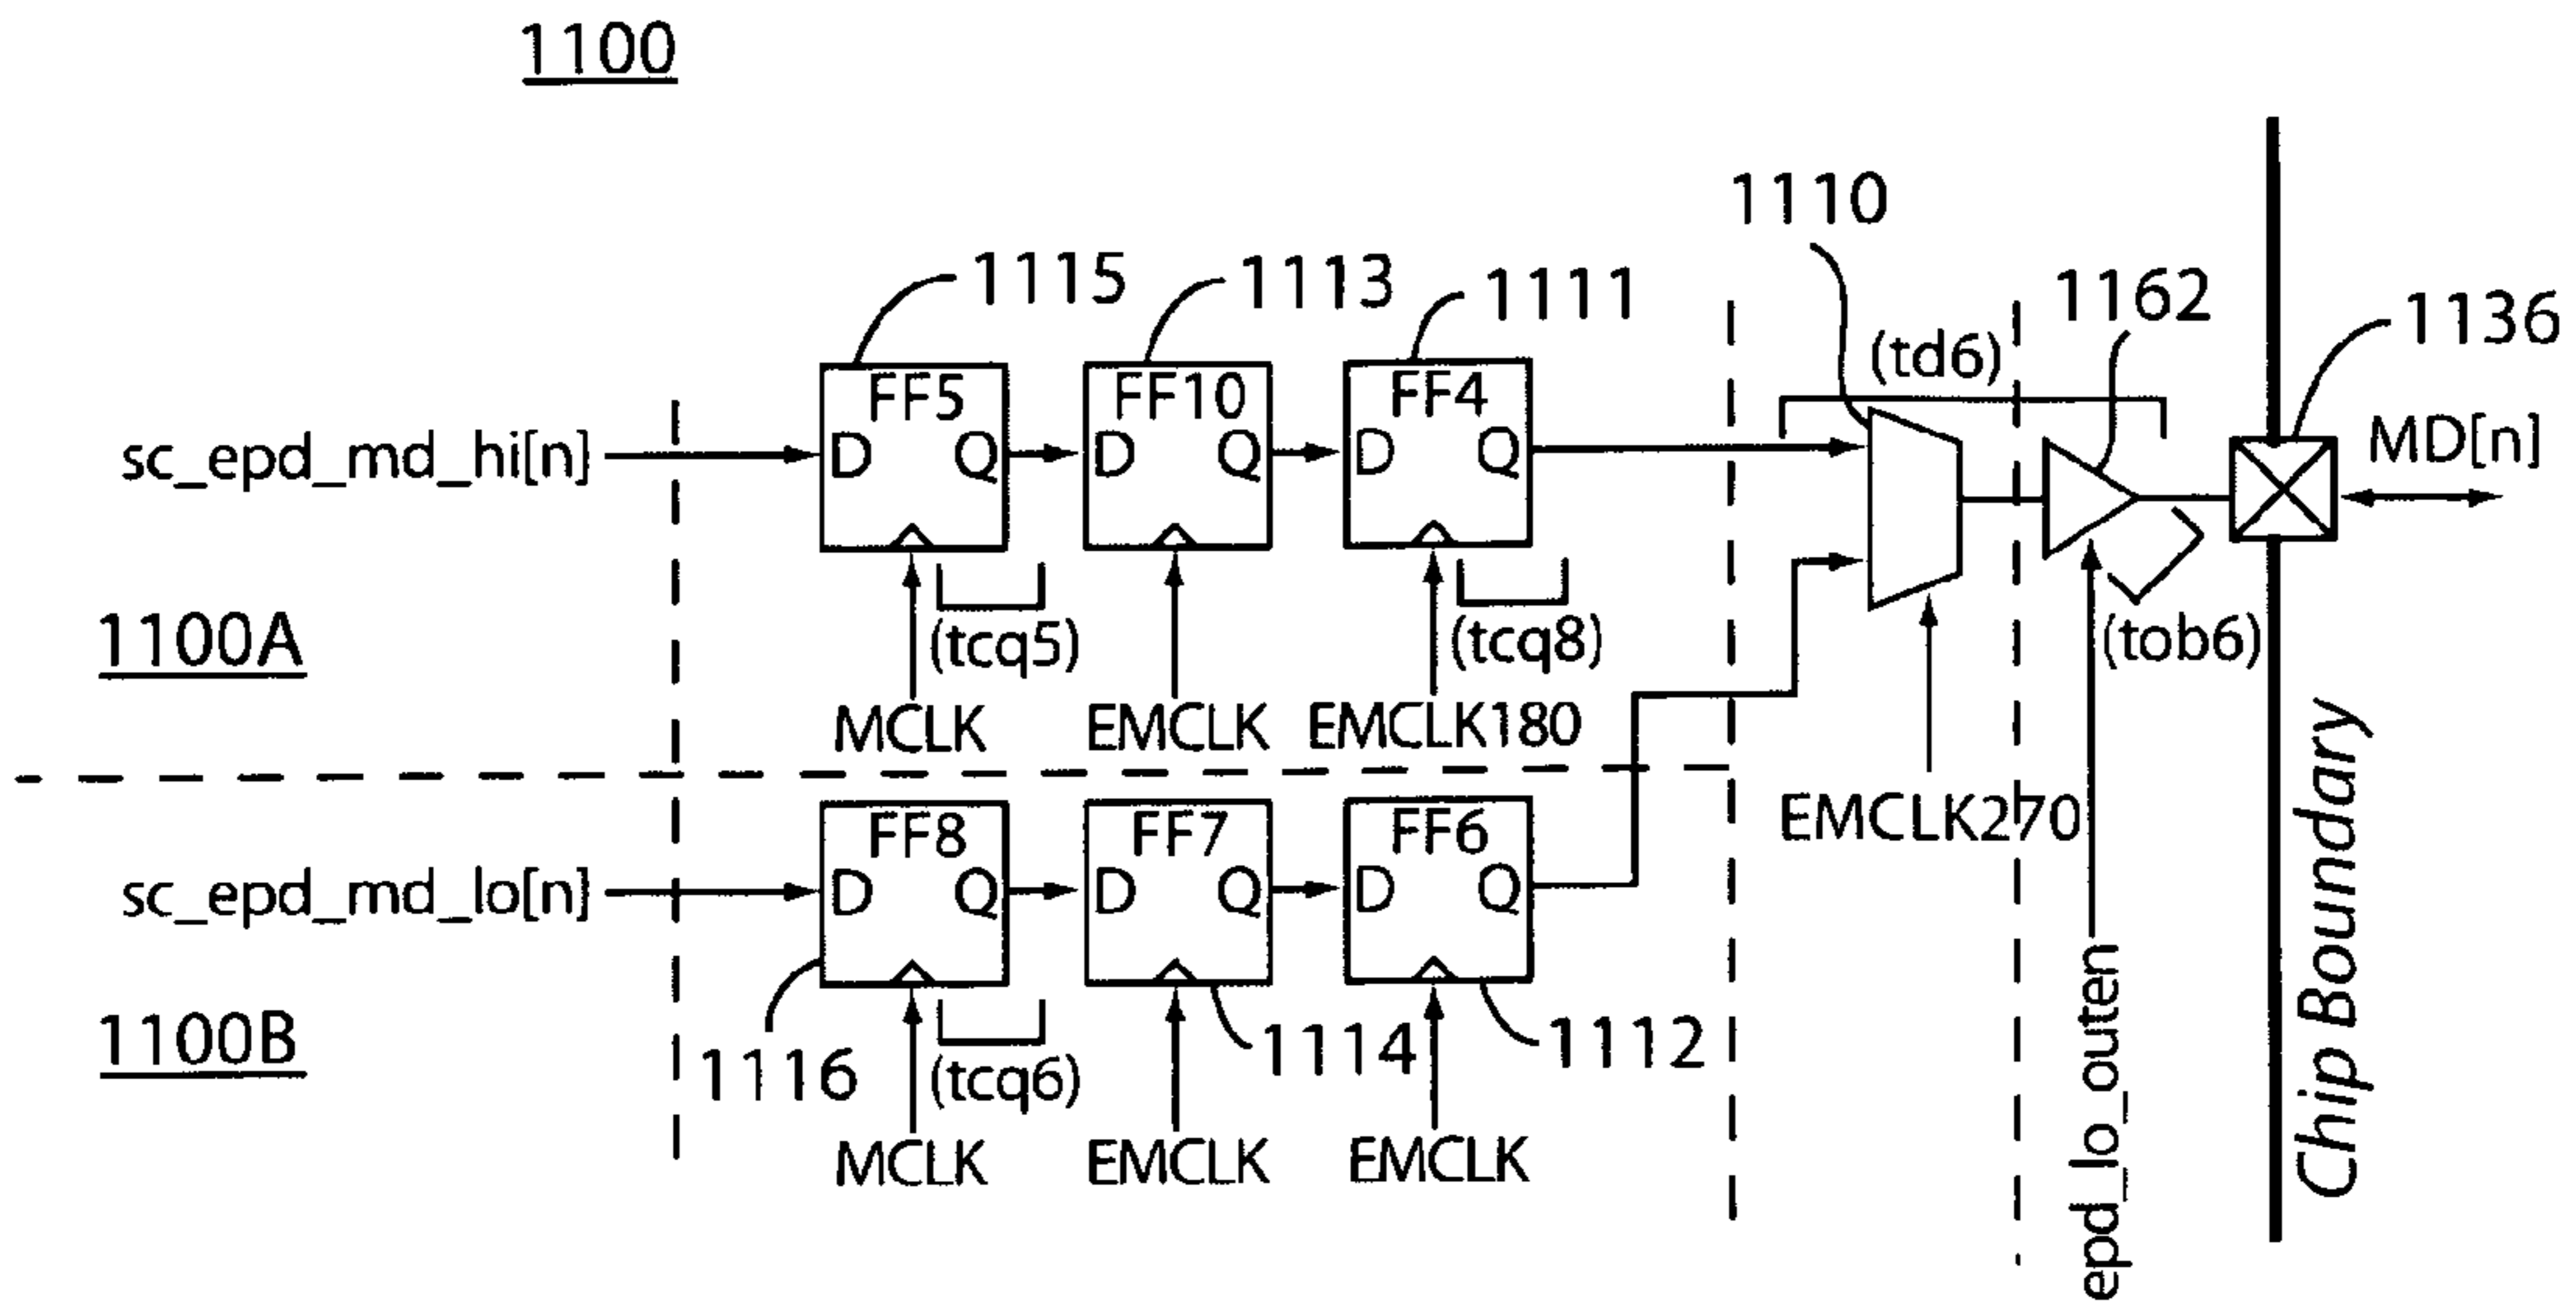 1100
1110
1115
1113
1111
1162
1136
(td6)
FF5
FF10
FF4
MD[n]
sc_epd_md_hi[n]
D Q
D Q
D Q
1100A
(tcq5)
(tcq8)
(tob6)
MCLK
EMCLK
EMCLK180
EMCLK270
FF8
FF7
FF6
sc_epd_md_lo[n]
D Q
D Q
D Q
1100B
1116
(tcq6)
1114
1112
MCLK
EMCLK
EMCLK
epd_lo_outen
Chip Boundary